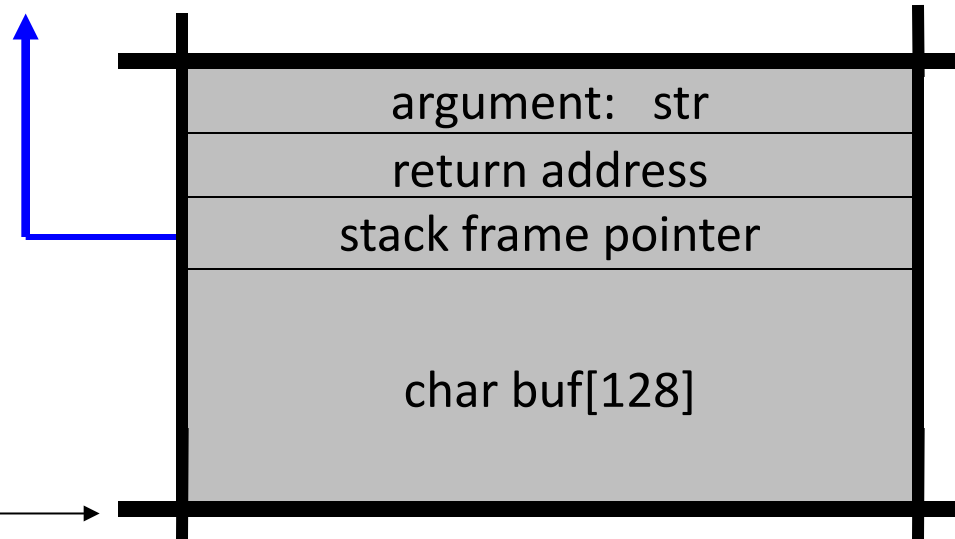 argument: str
return address
stack frame pointer
char buf[128]